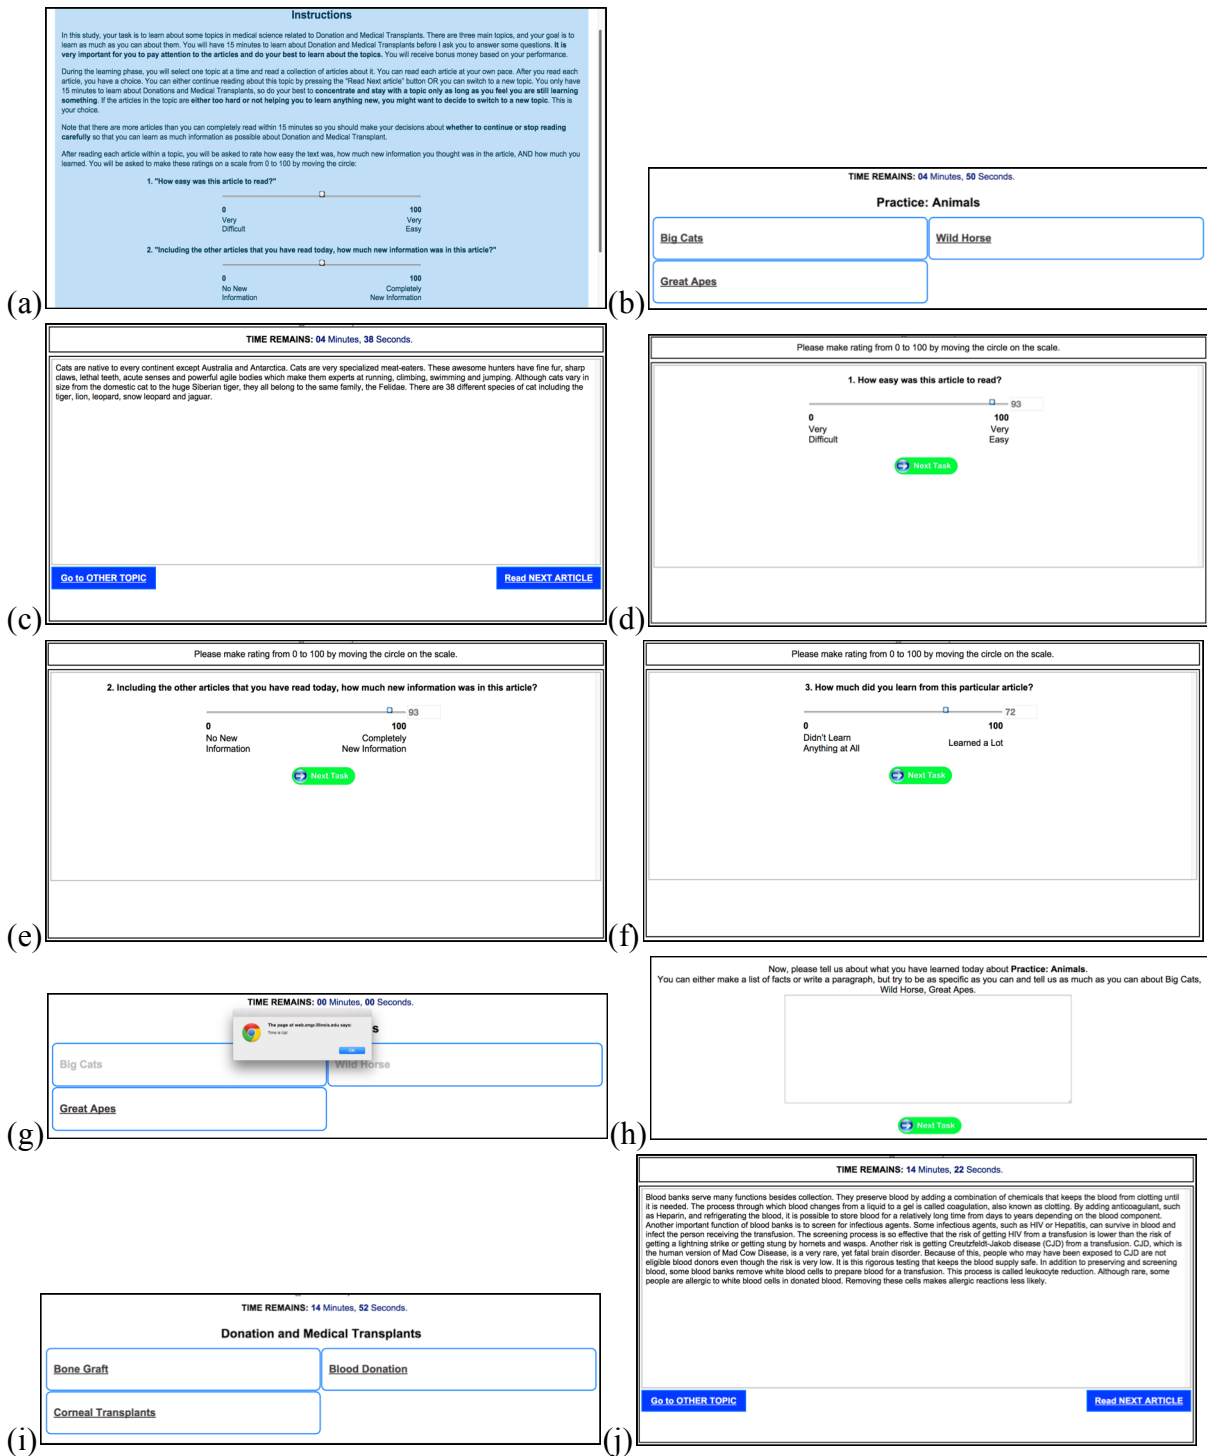 Instructions
In this study, your task is to learn about some topics in medical science related to Donation and Medical Transplants. There are three main topics, and your goal is to
learn as much as you can about them. You will have 15 minutes to learn about Donation and Medical Transplants before I ask you to answer some questions. It is
very important for you to pay attention to the articles and do your best to learn about the topics. You will receive bonus money based on your performance.
During the learning phase, you will select one topic at a time and read a collection of articles about it. You can read each article at your own pace. After you read each
article, you have a choice. You can either continue reading about this topic by pressing the "Read Next article" button OR you can switch to a new topic. You only have
15 minutes to learn about Donations and Medical Transplants, so do your best to concentrate and stay with a topic only as long as you feel you are still learning
something. If the articles in the topic are either too hard or not helping you to learn anything new, you might want to decide to switch to a new topic. This is
your choice.
Note that there are more articles than you can completely read within 15 minutes so you should make your decisions about whether to continue or stop reading
carefully so that you can learn as much information as possible about Donation and Medical Transplant.
After reading each article within a topic, you will be asked to rate how easy the text was, how much new information you thought was in the article, AND how much you
learned. You will be asked to make these ratings on a scale from 0 to 100 by moving the circle:
1. "How easy was this article to read?"
0 100
Very Very
Difficult Easy
2. "Including the other articles that you have read today, how much new information was in this article?"
0 100
No New Completely
Information New Information
(a)
TIME REMAINS: 04 Minutes, 50 Seconds.
Practice: Animals
Big Cats Wild Horse
Great Apes
(b)
TIME REMAINS: 04 Minutes, 38 Seconds.
Cats are native to every continent except Australia and Antarctica. Cats are very specialized meat-eaters. These awesome hunters have fine fur, sharp
claws, lethal teeth, acute senses and powerful agile bodies which make them experts at running, climbing, swimming and jumping. Although cats vary in
size from the domestic cat to the huge Siberian tiger, they all belong to the same family, the Felidae. There are 38 different species of cat including the
tiger, lion, leopard, snow leopard and jaguar.
Go to OTHER TOPIC Read NEXT ARTICLE
(c)
Please make rating from 0 to 100 by moving the circle on the scale.
1. How easy was this article to read?
93
0 100
Very Very
Difficult Easy
Next Task
(d)
Please make rating from 0 to 100 by moving the circle on the scale.
2. Including the other articles that you have read today, how much new information was in this article?
93
0 100
No New Completely
Information New Information
Next Task
(e)
Please make rating from 0 to 100 by moving the circle on the scale.
3. How much did you learn from this particular article?
72
0 100
Didn't Learn Learned a Lot
Anything at All
Next Task
(f)
TIME REMAINS: 00 Minutes, 00 Seconds.
The page at web.engr.illinois.edu says:
Time is Up!
OK
s
Big Cats Wild Horse
Great Apes
(g)
Now, please tell us about what you have learned today about Practice: Animals.
You can either make a list of facts or write a paragraph, but try to be as specific as you can and tell us as much as you can about Big Cats,
Wild Horse, Great Apes.
Next Task
(h)
TIME REMAINS: 14 Minutes, 52 Seconds.
Donation and Medical Transplants
Bone Graft Blood Donation
Corneal Transplants
(i)
TIME REMAINS: 14 Minutes, 22 Seconds.
Blood banks serve many functions besides collection. They preserve blood by adding a combination of chemicals that keeps the blood from clotting until
it is needed. The process through which blood changes from a liquid to a gel is called coagulation, also known as clotting. By adding anticoagulant, such
as Heparin, and refrigerating the blood, it is possible to store blood for a relatively long time from days to years depending on the blood component.
Another important function of blood banks is to screen for infectious agents. Some infectious agents, such as HIV or Hepatitis, can survive in blood and
infect the person receiving the transfusion. The screening process is so effective that the risk of getting HIV from a transfusion is lower than the risk of
getting a lightning strike or getting stung by hornets and wasps. Another risk is getting Creutzfeldt-Jakob disease (CJD) from a transfusion. CJD, which is
the human version of Mad Cow Disease, is a very rare, yet fatal brain disorder. Because of this, people who may have been exposed to CJD are not
eligible blood donors even though the risk is very low. It is this rigorous testing that keeps the blood supply safe. In addition to preserving and screening
blood, some blood banks remove white blood cells to prepare blood for a transfusion. This process is called leukocyte reduction. Although rare, some
people are allergic to white blood cells in donated blood. Removing these cells makes allergic reactions less likely.
Go to OTHER TOPIC Read NEXT ARTICLE
(j)